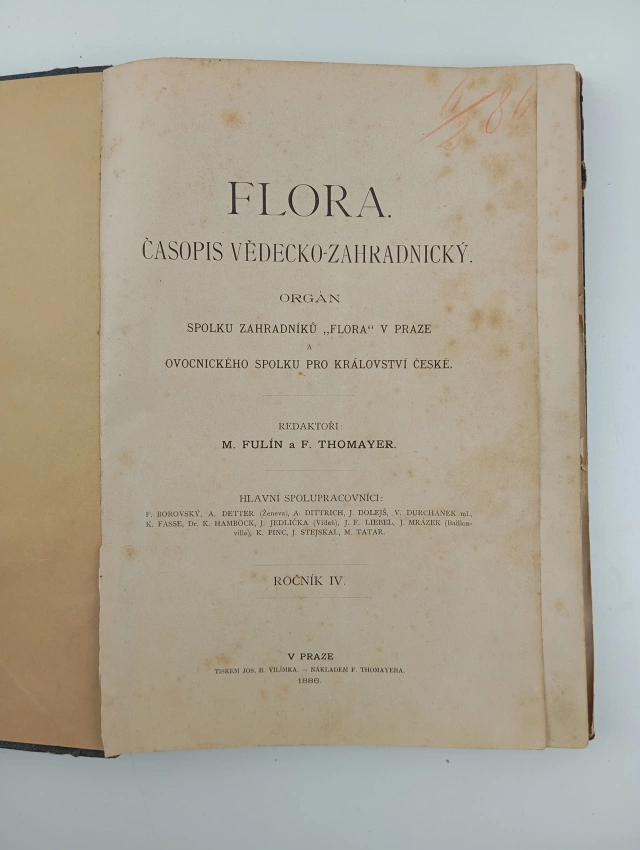 FLORA.
ČASOPIS VĚDECKO-ZAHRADNICKÝ.
ORGÁN
SPOLKU ZAHRADNÍKŮ „FLORA“ V PRAZE
A
OVOCNICKÉHO SPOLKU PRO KRÁLOVSTVÍ ČESKÉ.
REDAKTOŘI:
M. FULÍN a F. THOMAYER.
HLAVNÍ SPOLUPRACOVNÍCI:
F. BOROVSKÝ, A. DETTER (Ženeva), A. DITTRICH, J. DOLEJŠ, V. DURCHÁNEK ml.,
K. FASSE, Dr. K. HAMBÖCK, J. JEDLIČKA (Vídeň), J. F. LIEBEL, J. MRÁZEK (Baillon-
ville), K. PINC, J. STEJSKAL, M. TATAR.
ROČNÍK IV.
V PRAZE
TISKEM JOS. B. VILÍMKA. — NÁKLADEM F. THOMAYERA.
1886.